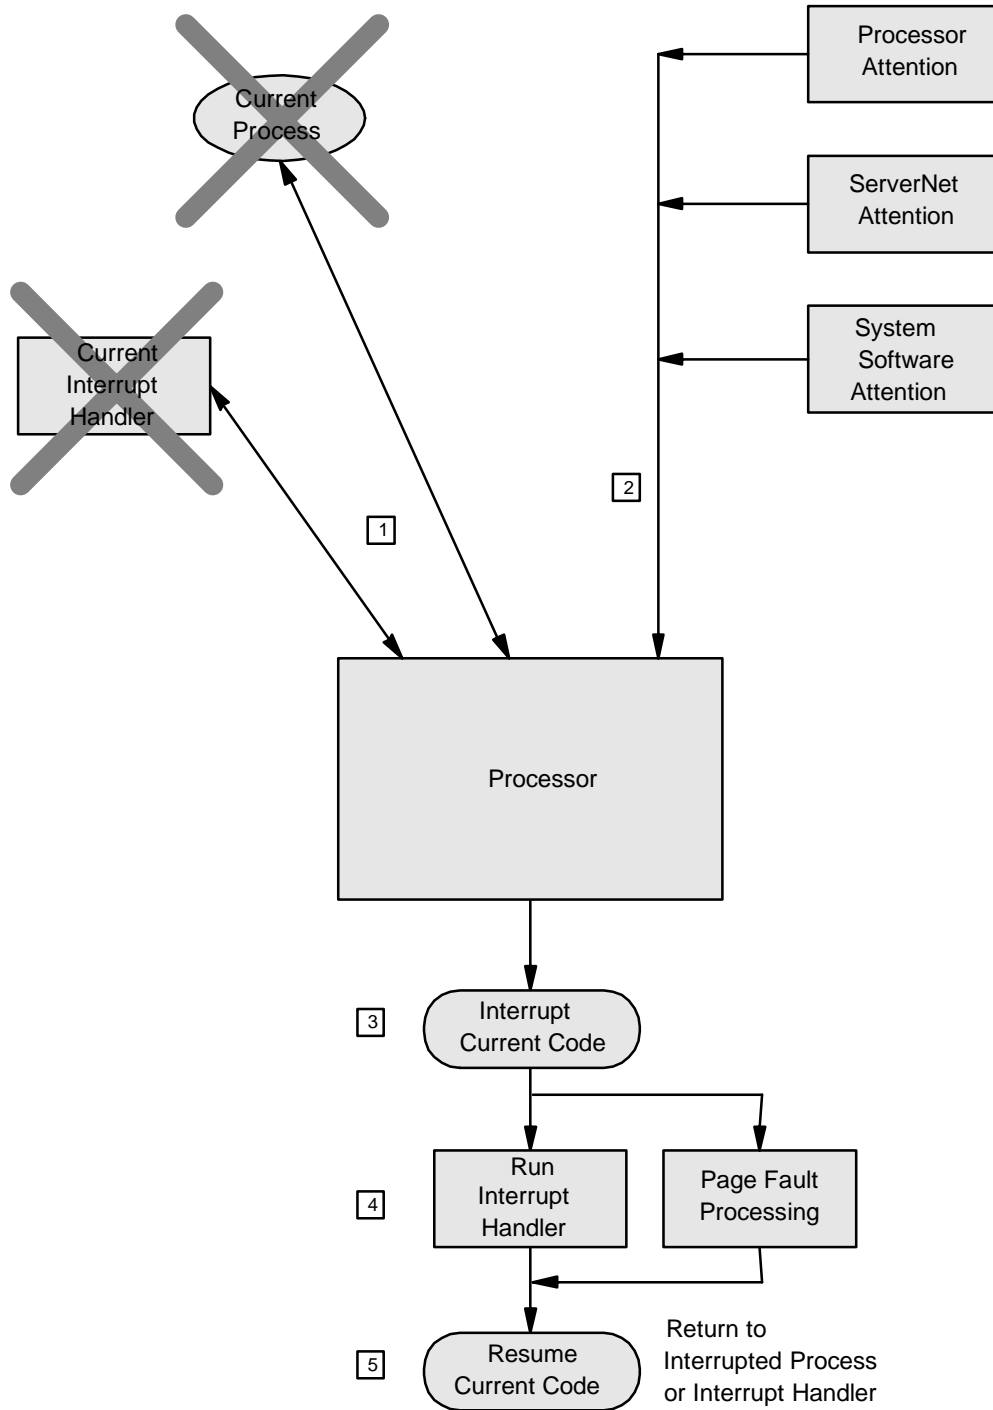 Processor
Attention
Current
Process
ServerNet
Attention
System
Software
Attention
Current
Interrupt
Handler
2
1
Processor
3
Interrupt
Current Code
4
Run
Interrupt
Handler
Page Fault
Processing
5
Resume
Current Code
Return to
Interrupted Process
or Interrupt Handler